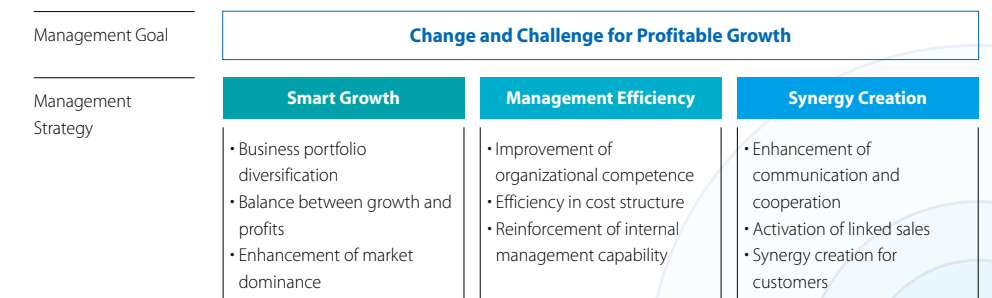 Management Goal
Change and Challenge for Profitable Growth
Management
Strategy
Smart Growth
• Business portfolio
diversification
• Balance between growth and
profits
• Enhancement of market
dominance
Management Efficiency
• Improvement of
organizational competence
• Efficiency in cost structure
• Reinforcement of internal
management capability
Synergy Creation
• Enhancement of
communication and
cooperation
• Activation of linked sales
• Synergy creation for
customers